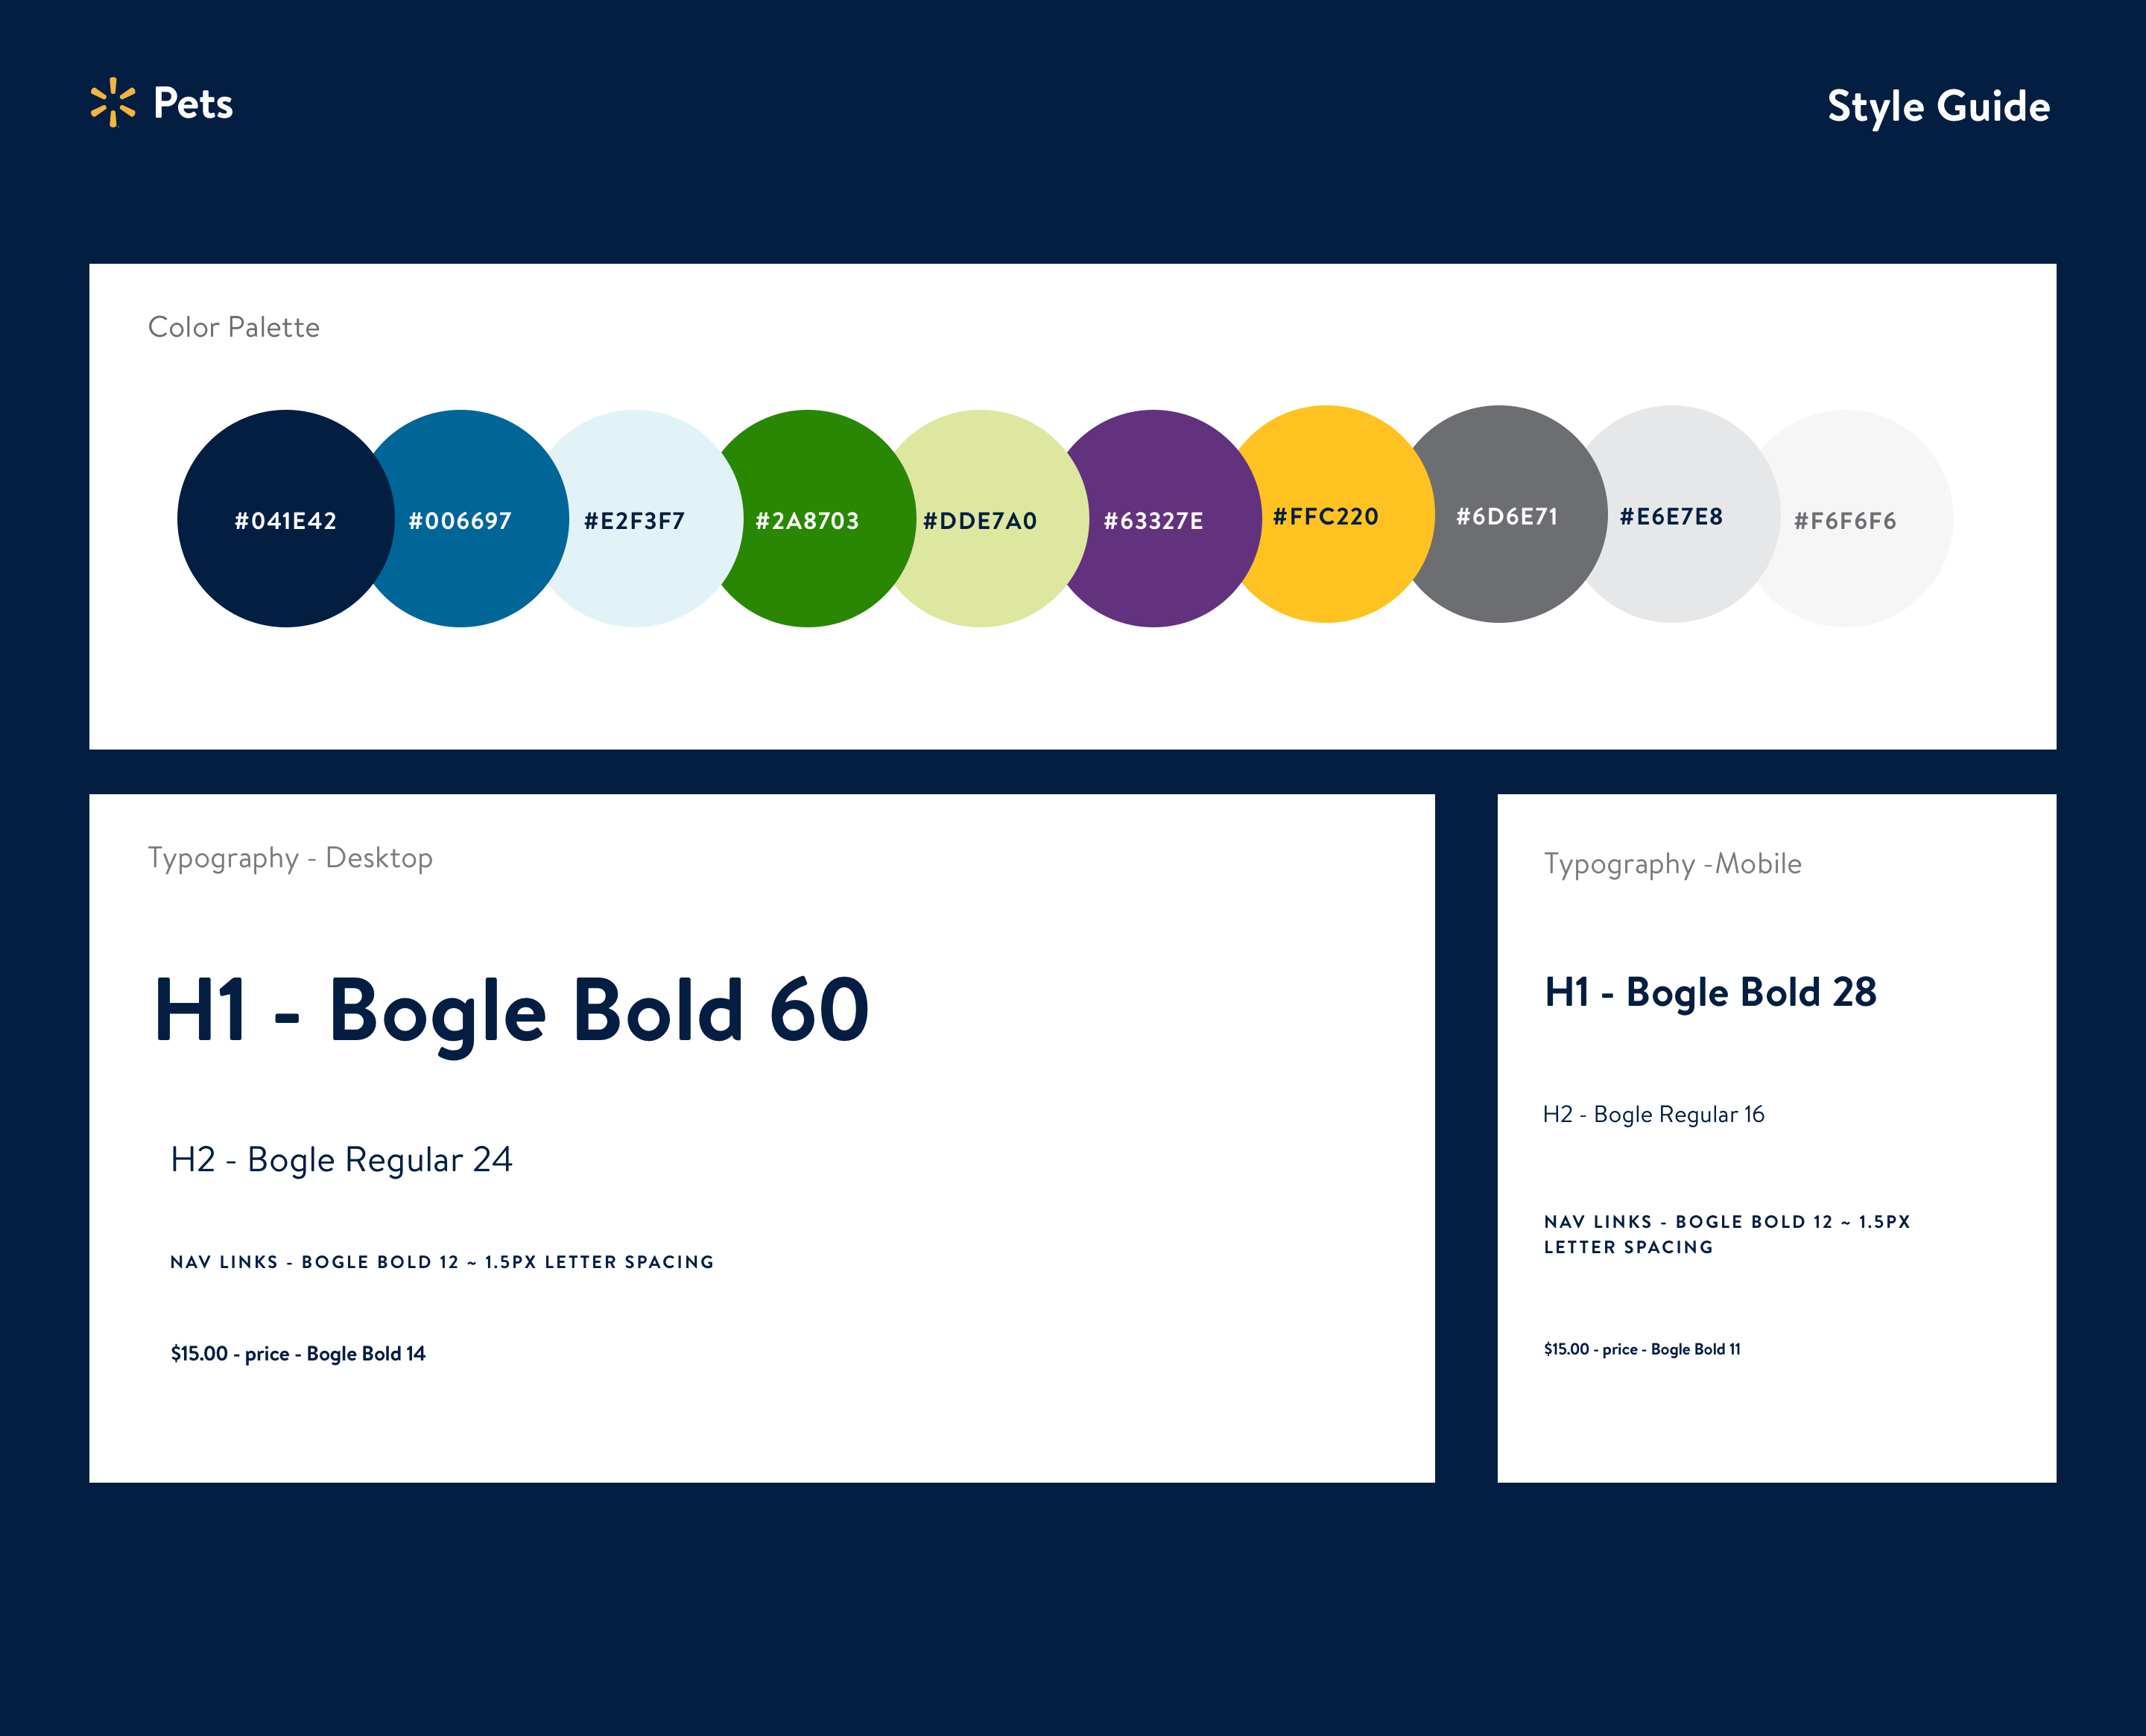 Pets
Style Guide
Color Palette
#041E42
#006697
#E2F3F7
#2A8703
#DDE7A0
#63327E
#FFC220
#6D6E71
#E6E7E8
#F6F6F6
Typography - Desktop
H1 - Bogle Bold 60
H2 - Bogle Regular 24
NAV LINKS - BOGLE BOLD 12 ~ 1.5PX LETTER SPACING
$15.00 - price - Bogle Bold 14
Typography -Mobile
H1 - Bogle Bold 28
H2 - Bogle Regular 16
NAV LINKS - BOGLE BOLD 12 ~ 1.5PX
LETTER SPACING
$15.00 - price - Bogle Bold 11